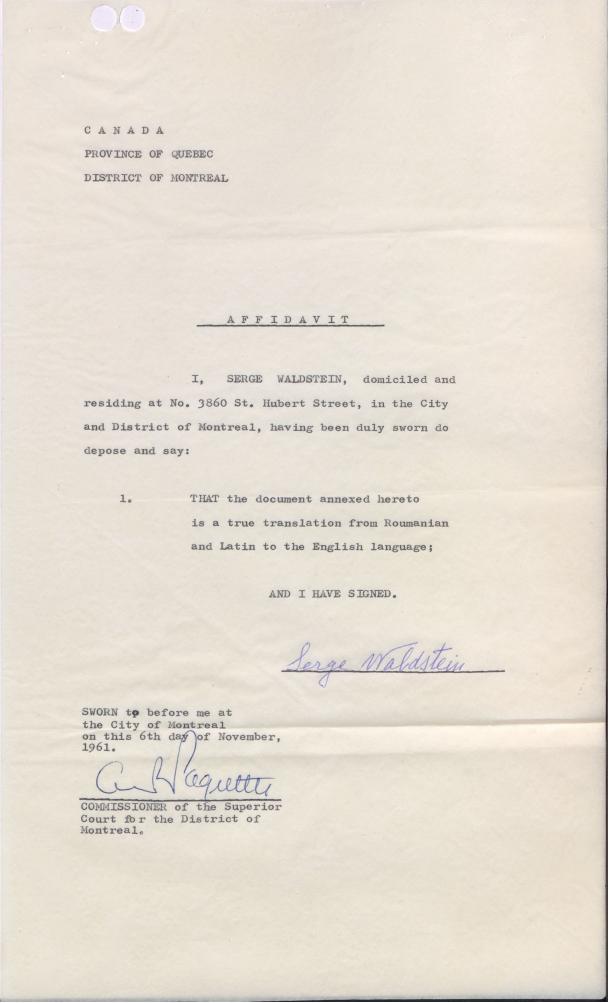 C A N A D A
PROVINCE OF QUEBEC
DISTRICT OF MONTREAL
A F F I D A V I T
I, SERGE WALDSTEIN, domiciled and
residing at No. 3860 St. Hubert Street, in the City
and District of Montreal, having been duly sworn do
depose and say:
1. THAT the document annexed hereto
is a true translation from Roumanian
and Latin to the English language;
AND I HAVE SIGNED.
Serge Waldstein
SWORN to before me at
the City of Montreal
on this 6th day of November,
1961.
Paquette
COMMISSIONER of the Superior
Court for the District of
Montreal.